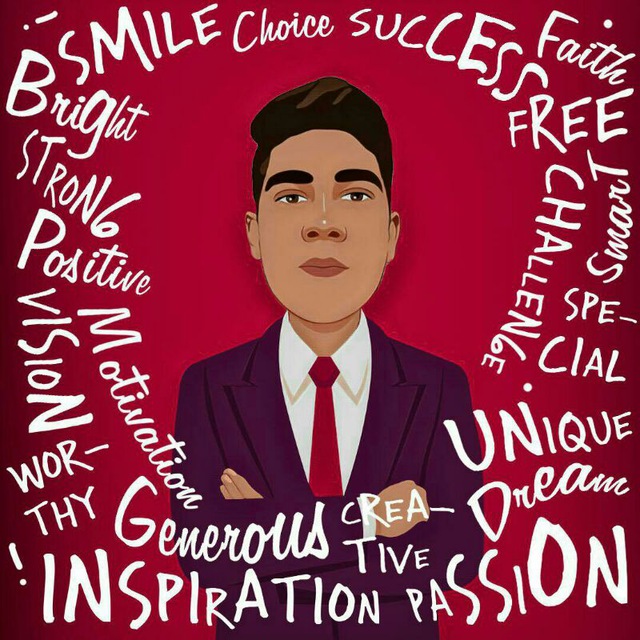 SMILE
Choice
SUCCESS
Faith
Bright
FREE
STRONG
Smart
CHALLENGE
Positive
SPE-
CIAL
VISION
Motivation
UNIQUE
WOR-
THY
Dream
Generous
CREA-
TIVE
! INSPIRATION
PASSION